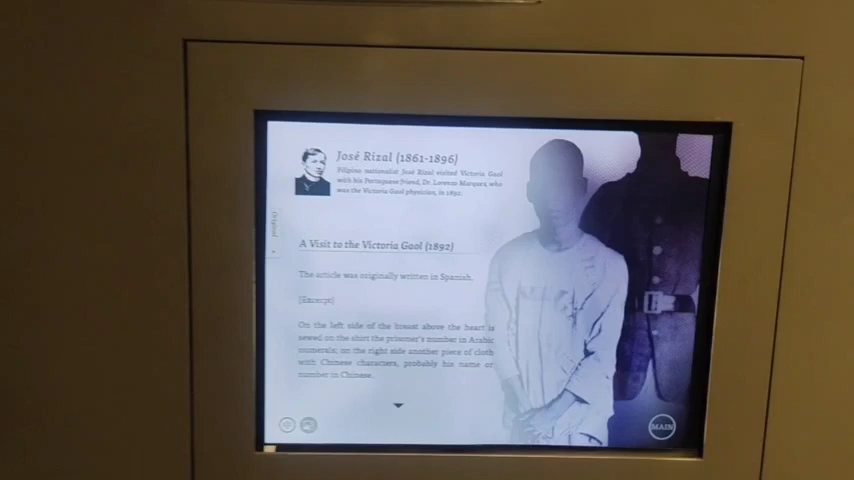 José Rizal (1861-1896)
Filipino nationalist José Rizal visited Victoria Gaol
with his Portuguese friend, Dr. Lorenzo Marques, who
was the Victoria Gaol physician, in 1892.
Original
A Visit to the Victoria Gaol (1892)
The article was originally written in Spanish.
[Excerpt]
On the left side of the breast above the heart is
sewed on the shirt the prisoner's number in Arabic
numerals; on the right side another piece of cloth
with Chinese characters, probably his name or
number in Chinese.
MAIN